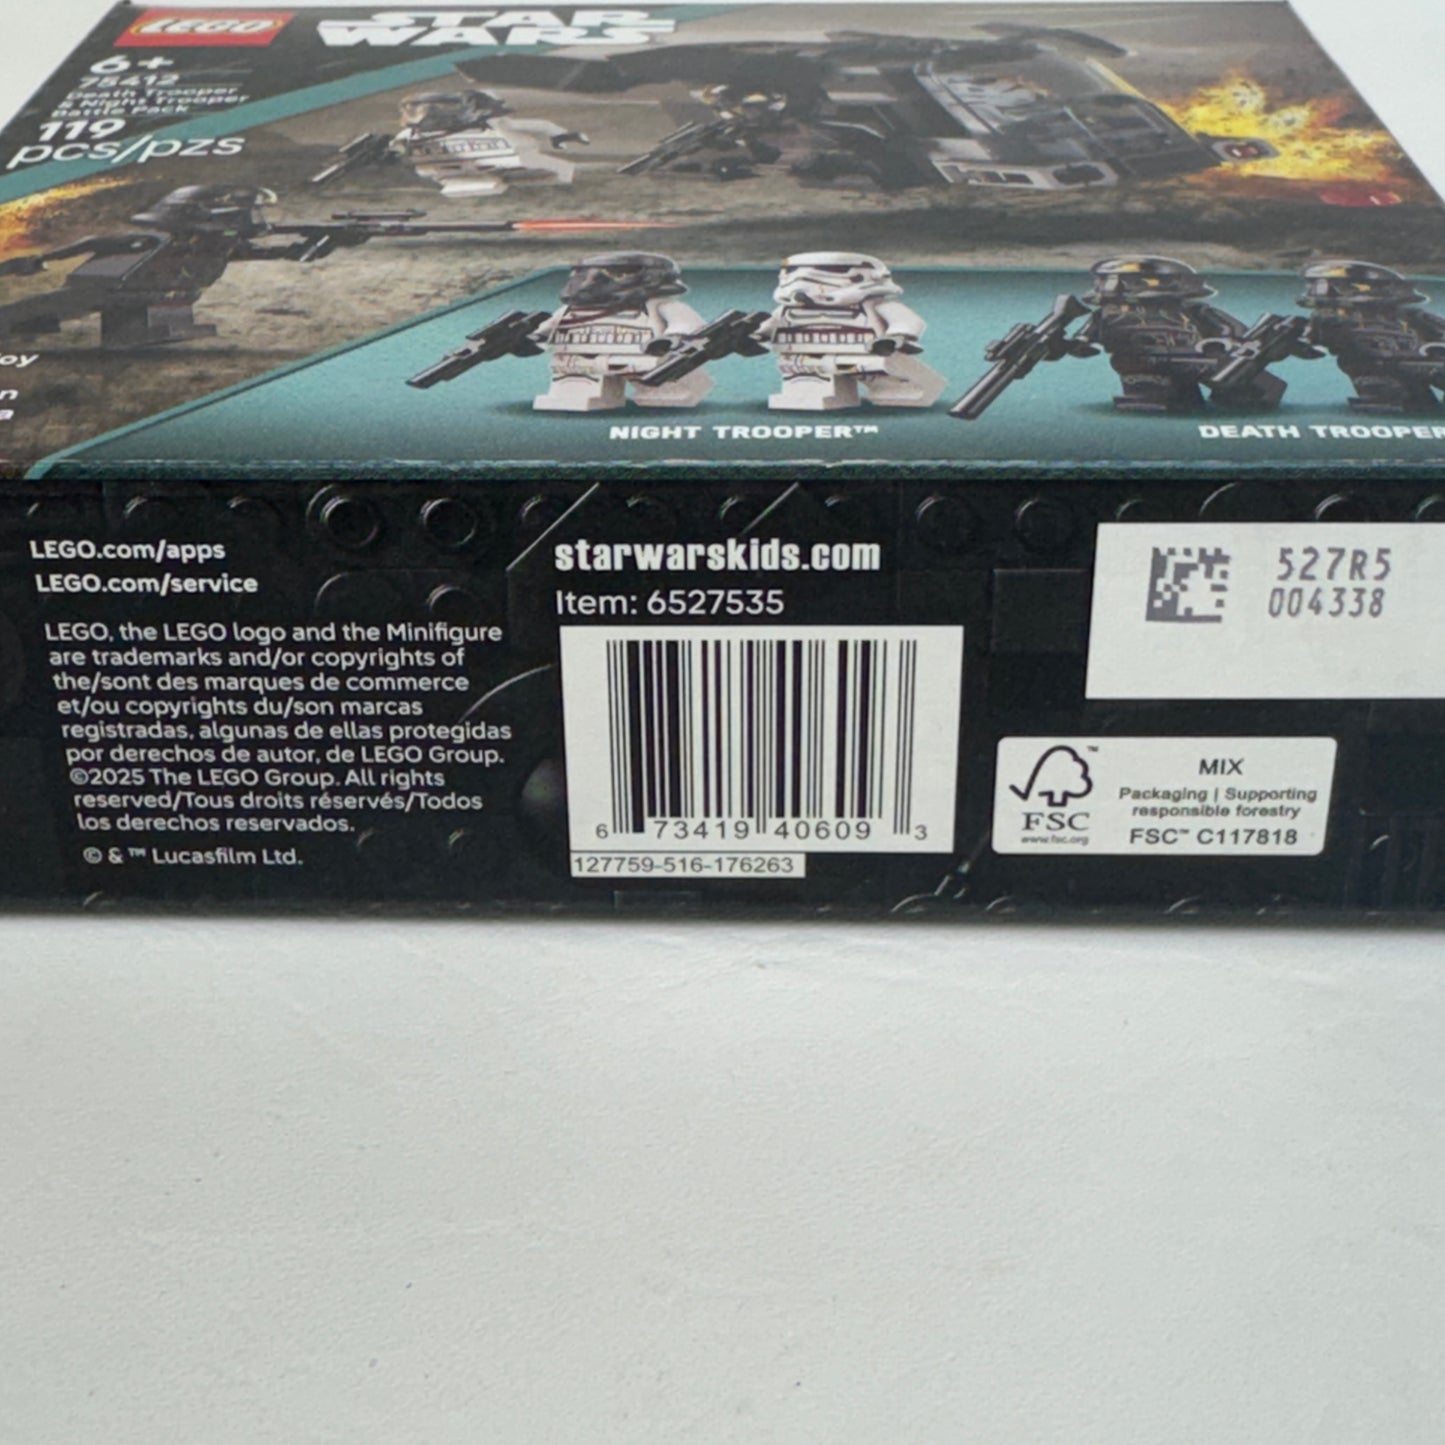 LEGO
STAR
WARS
6+
75412
Death Trooper
& Night Trooper
Battle Pack
119
pcs/pzs
NIGHT TROOPER™
DEATH TROOPER
LEGO.com/apps
LEGO.com/service
LEGO, the LEGO logo and the Minifigure
are trademarks and/or copyrights of
the/sont des marques de commerce
et/ou copyrights du/son marcas
registradas, algunas de ellas protegidas
por derechos de autor, de LEGO Group.
©2025 The LEGO Group. All rights
reserved/Tous droits réservés/Todos
los derechos reservados.
© & ™ Lucasfilm Ltd.
starwarskids.com
Item: 6527535
6 73419 40609 3
127759-516-176263
527R5
004338
FSC
www.fsc.org
MIX
Packaging | Supporting
responsible forestry
FSC™ C117818